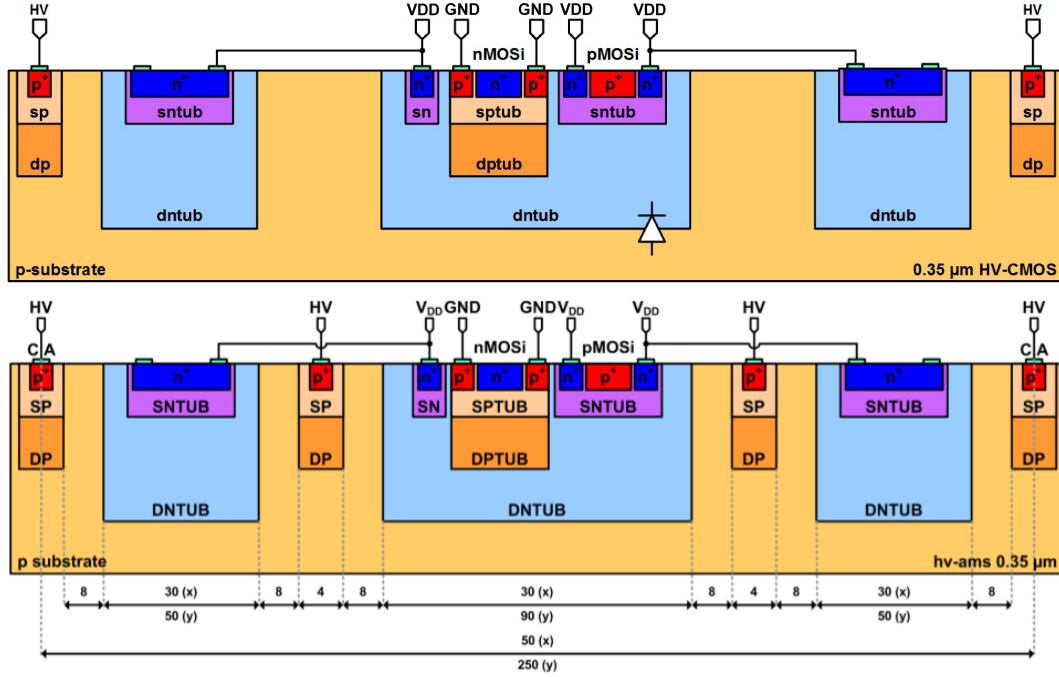 HV VDD GND GND VDD VDD HV
nMOSi pMOSi
p+ n+ n+ p+ n+ p+ n+ p+ n+ n+ p+
sp sntub sn sptub sntub sntub sp
dp dptub dp
dntub dntub dntub
p-substrate 0.35 µm HV-CMOS
HV HV VDD GND GND VDD VDD HV HV
C A nMOSi pMOSi C A
p+ n+ p+ n+ p+ n+ p+ n+ p+ n+ p+ n+ p+
SP SNTUB SP SN SPTUB SNTUB SP SNTUB SP
DP DP DPTUB DP DP
DNTUB DNTUB DNTUB
p substrate hv-ams 0.35 µm
8 30 (x) 8 4 8 30 (x) 8 4 8 30 (x) 8
50 (y) 90 (y) 50 (y)
50 (x)
250 (y)